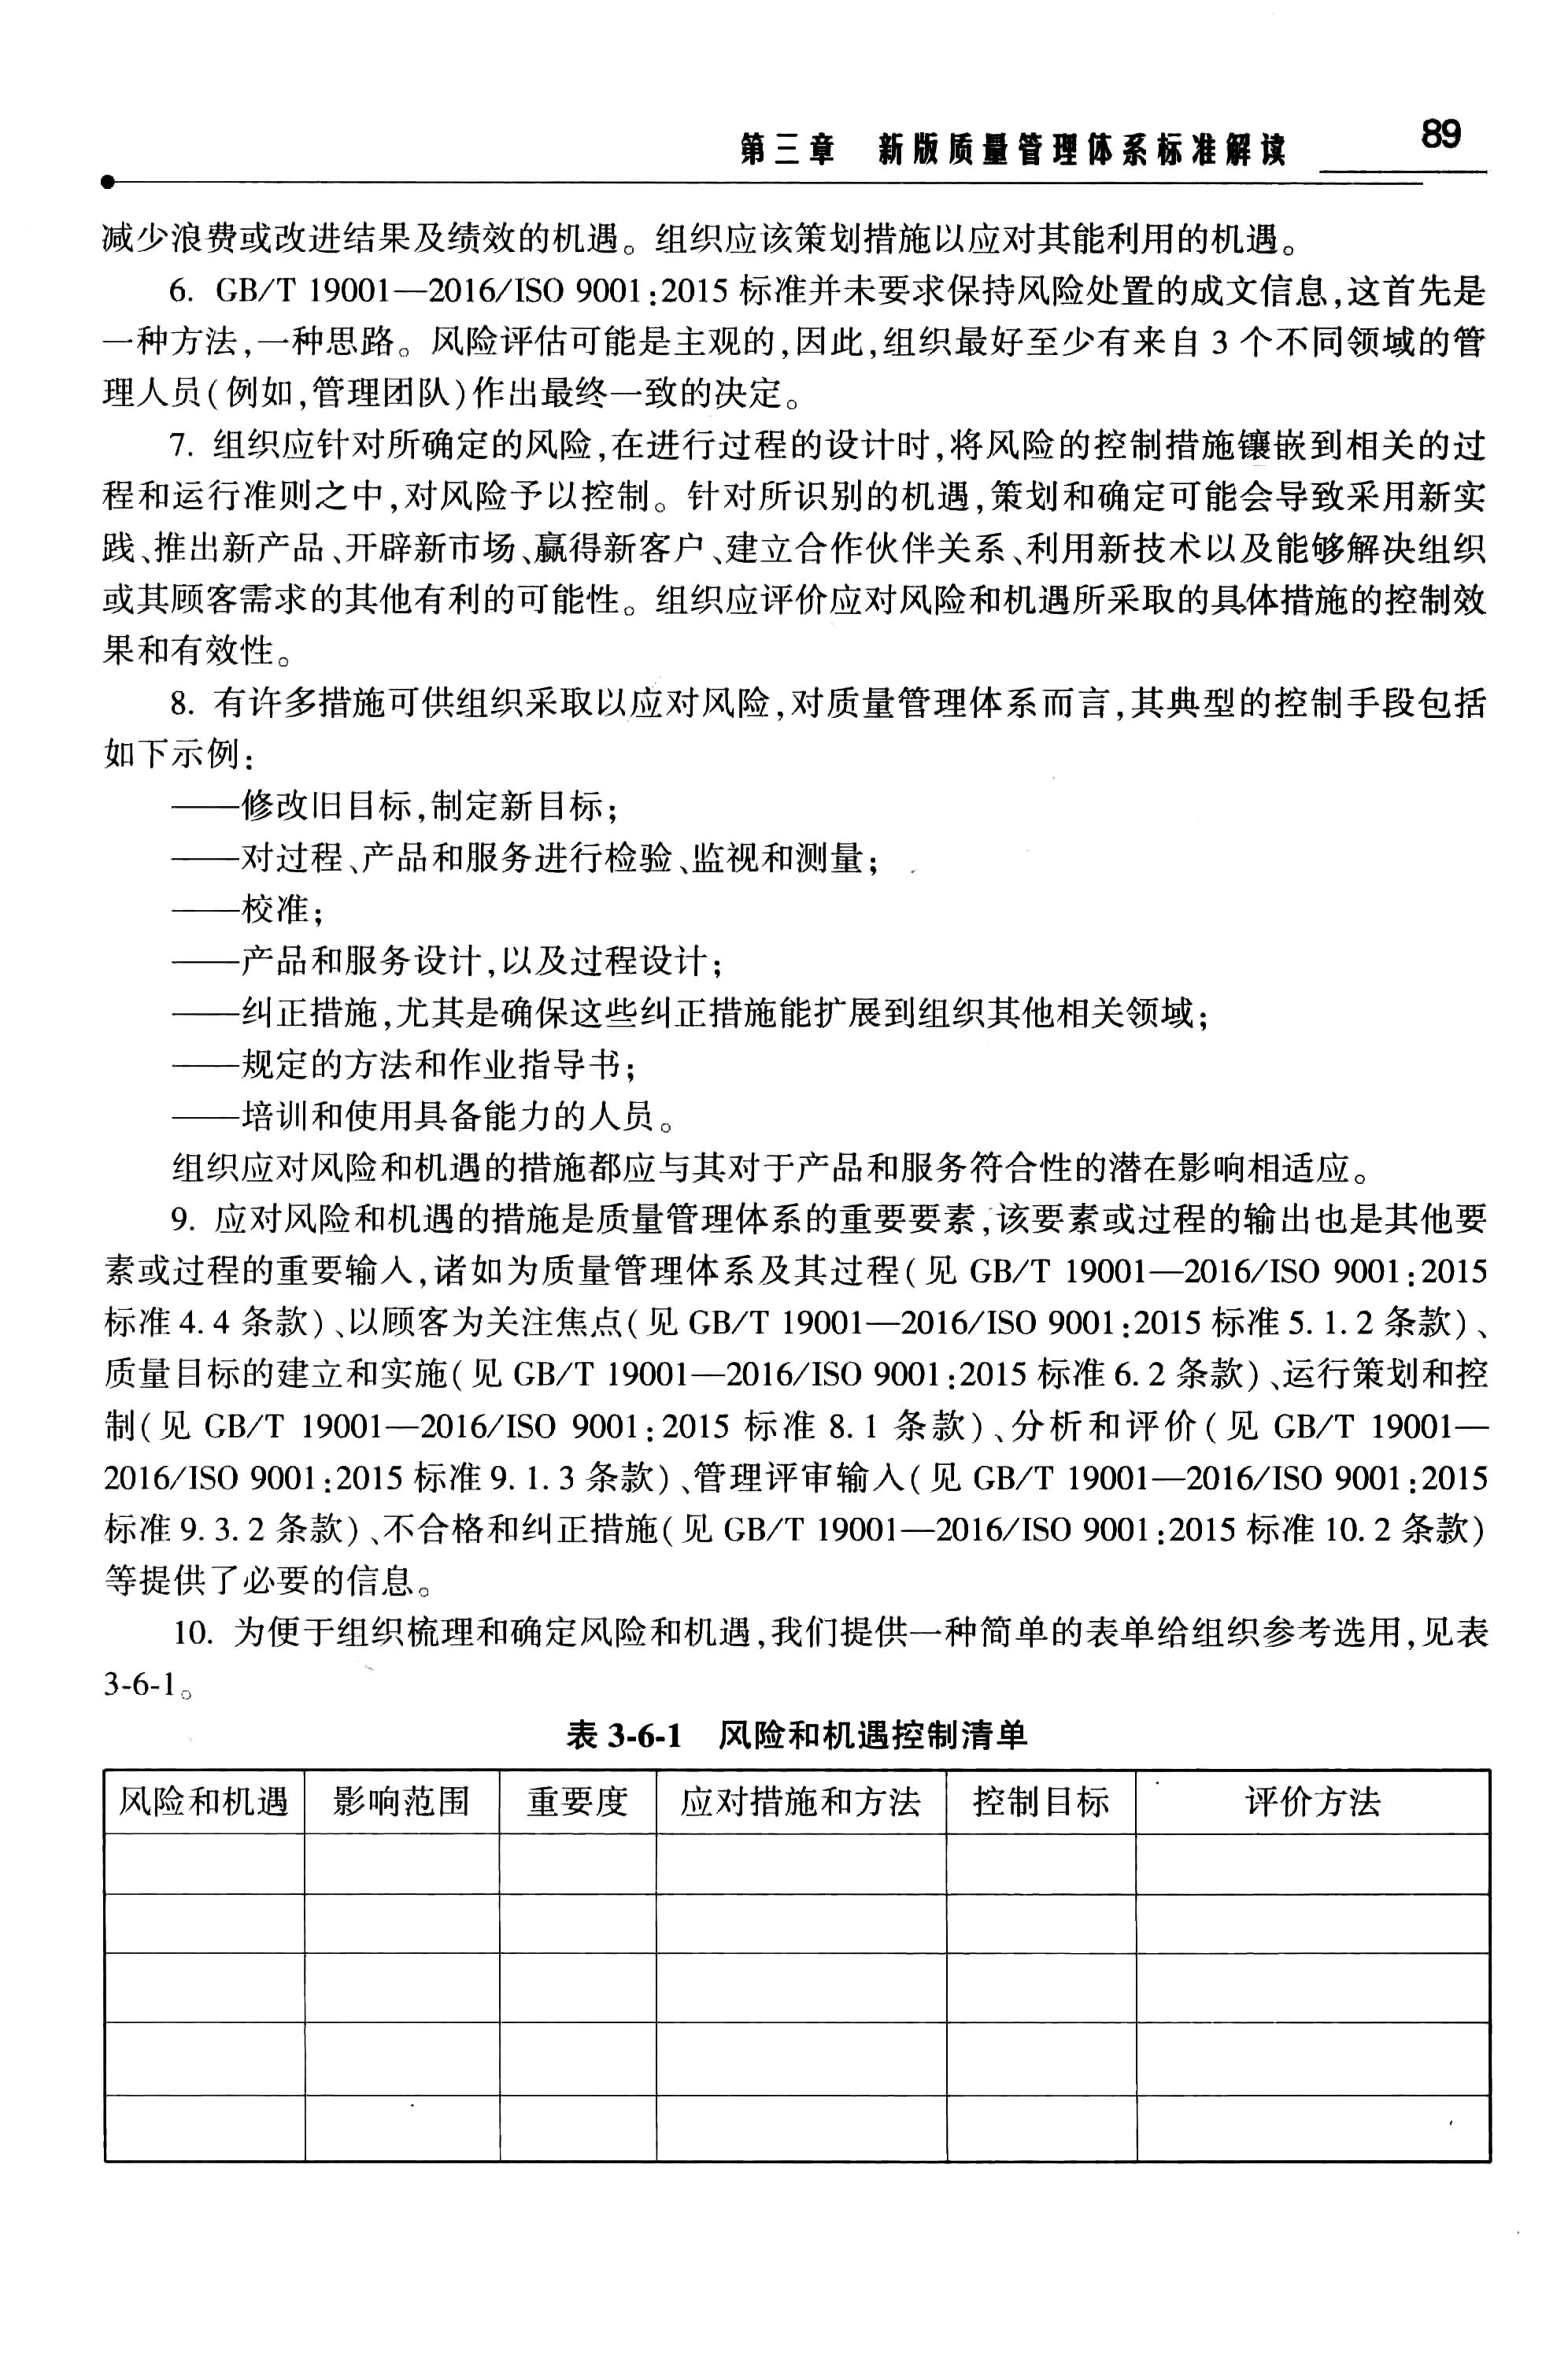 第三章 新版质量管理体系标准解读 89
减少浪费或改进结果及绩效的机遇。组织应该策划措施以应对其能利用的机遇。
6. GB/T 19001—2016/ISO 9001:2015 标准并未要求保持风险处置的成文信息,这首先是
一种方法,一种思路。风险评估可能是主观的,因此,组织最好至少有来自 3 个不同领域的管
理人员(例如,管理团队)作出最终一致的决定。
7. 组织应针对所确定的风险,在进行过程的设计时,将风险的控制措施镶嵌到相关的过
程和运行准则之中,对风险予以控制。针对所识别的机遇,策划和确定可能会导致采用新实
践、推出新产品、开辟新市场、赢得新客户、建立合作伙伴关系、利用新技术以及能够解决组织
或其顾客需求的其他有利的可能性。组织应评价应对风险和机遇所采取的具体措施的控制效
果和有效性。
8. 有许多措施可供组织采取以应对风险,对质量管理体系而言,其典型的控制手段包括
如下示例:
——修改旧目标,制定新目标;
——对过程、产品和服务进行检验、监视和测量;
——校准;
——产品和服务设计,以及过程设计;
——纠正措施,尤其是确保这些纠正措施能扩展到组织其他相关领域;
——规定的方法和作业指导书;
——培训和使用具备能力的人员。
组织应对风险和机遇的措施都应与其对于产品和服务符合性的潜在影响相适应。
9. 应对风险和机遇的措施是质量管理体系的重要要素,该要素或过程的输出也是其他要
素或过程的重要输入,诸如为质量管理体系及其过程(见 GB/T 19001—2016/ISO 9001:2015
标准 4.4 条款)、以顾客为关注焦点(见 GB/T 19001—2016/ISO 9001:2015 标准 5.1.2 条款)、
质量目标的建立和实施(见 GB/T 19001—2016/ISO 9001:2015 标准 6.2 条款)、运行策划和控
制(见 GB/T 19001—2016/ISO 9001:2015 标准 8.1 条款)、分析和评价(见 GB/T 19001—
2016/ISO 9001:2015 标准 9.1.3 条款)、管理评审输入(见 GB/T 19001—2016/ISO 9001:2015
标准 9.3.2 条款)、不合格和纠正措施(见 GB/T 19001—2016/ISO 9001:2015 标准 10.2 条款)
等提供了必要的信息。
10. 为便于组织梳理和确定风险和机遇,我们提供一种简单的表单给组织参考选用,见表
3-6-1。
表 3-6-1 风险和机遇控制清单
风险和机遇 影响范围 重要度 应对措施和方法 控制目标 评价方法